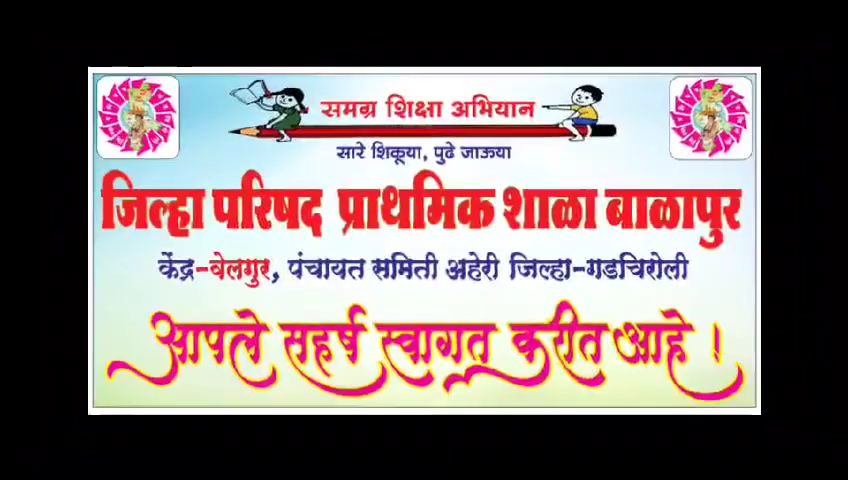 समग्र शिक्षा अभियान
सारे शिकूया, पुढे जाऊया
जिल्हा परिषद प्राथमिक शाळा बाळापुर
केंद्र-वेलगुर, पंचायत समिती अहेरी जिल्हा-गडचिरोली
आपले सहर्ष स्वागत करीत आहे !